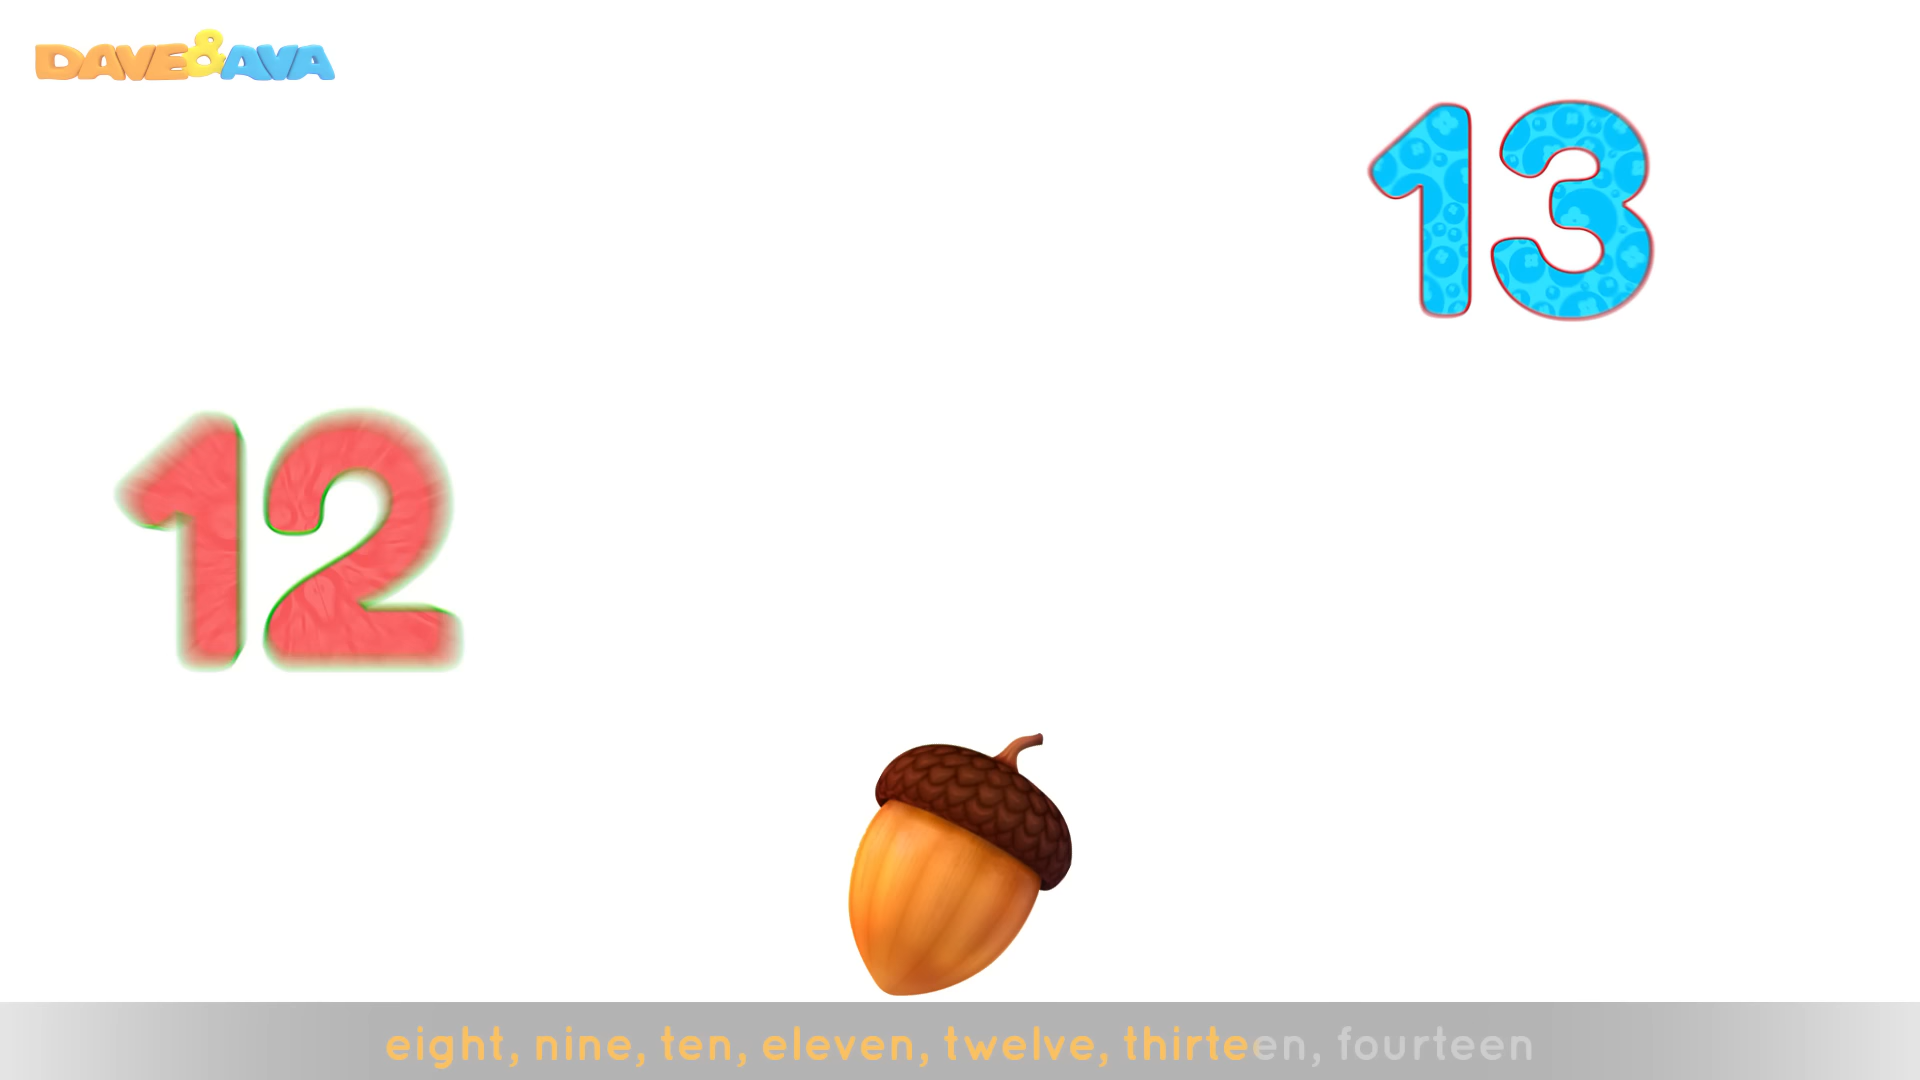 DAVE&AVA
13
12
eight, nine, ten, eleven, twelve, thirteen, fourteen